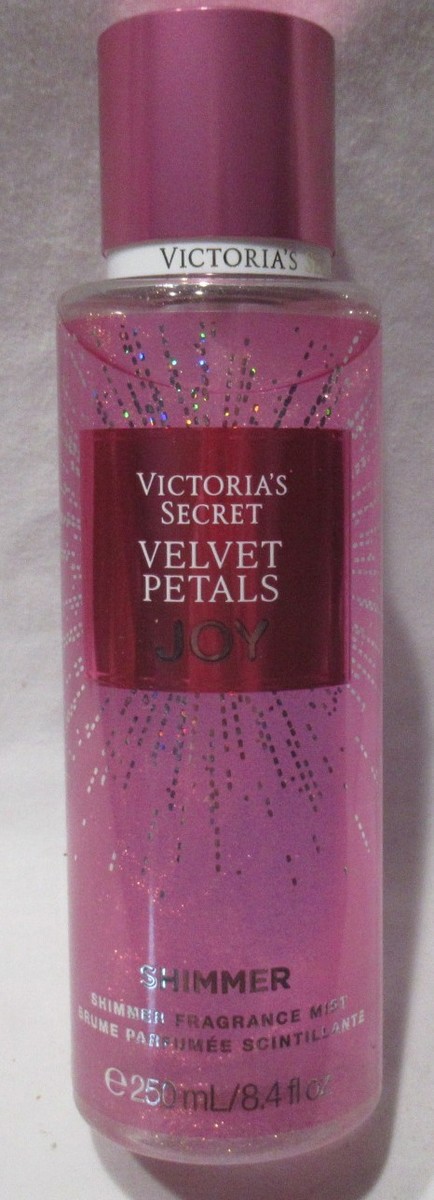 VICTORIA'S
VICTORIA'S
SECRET
VELVET
PETALS
JOY
SHIMMER
SHIMMER FRAGRANCE MIST
BRUME PARFUMÉE SCINTILLANTE
℮250 mL/8.4 fl oz